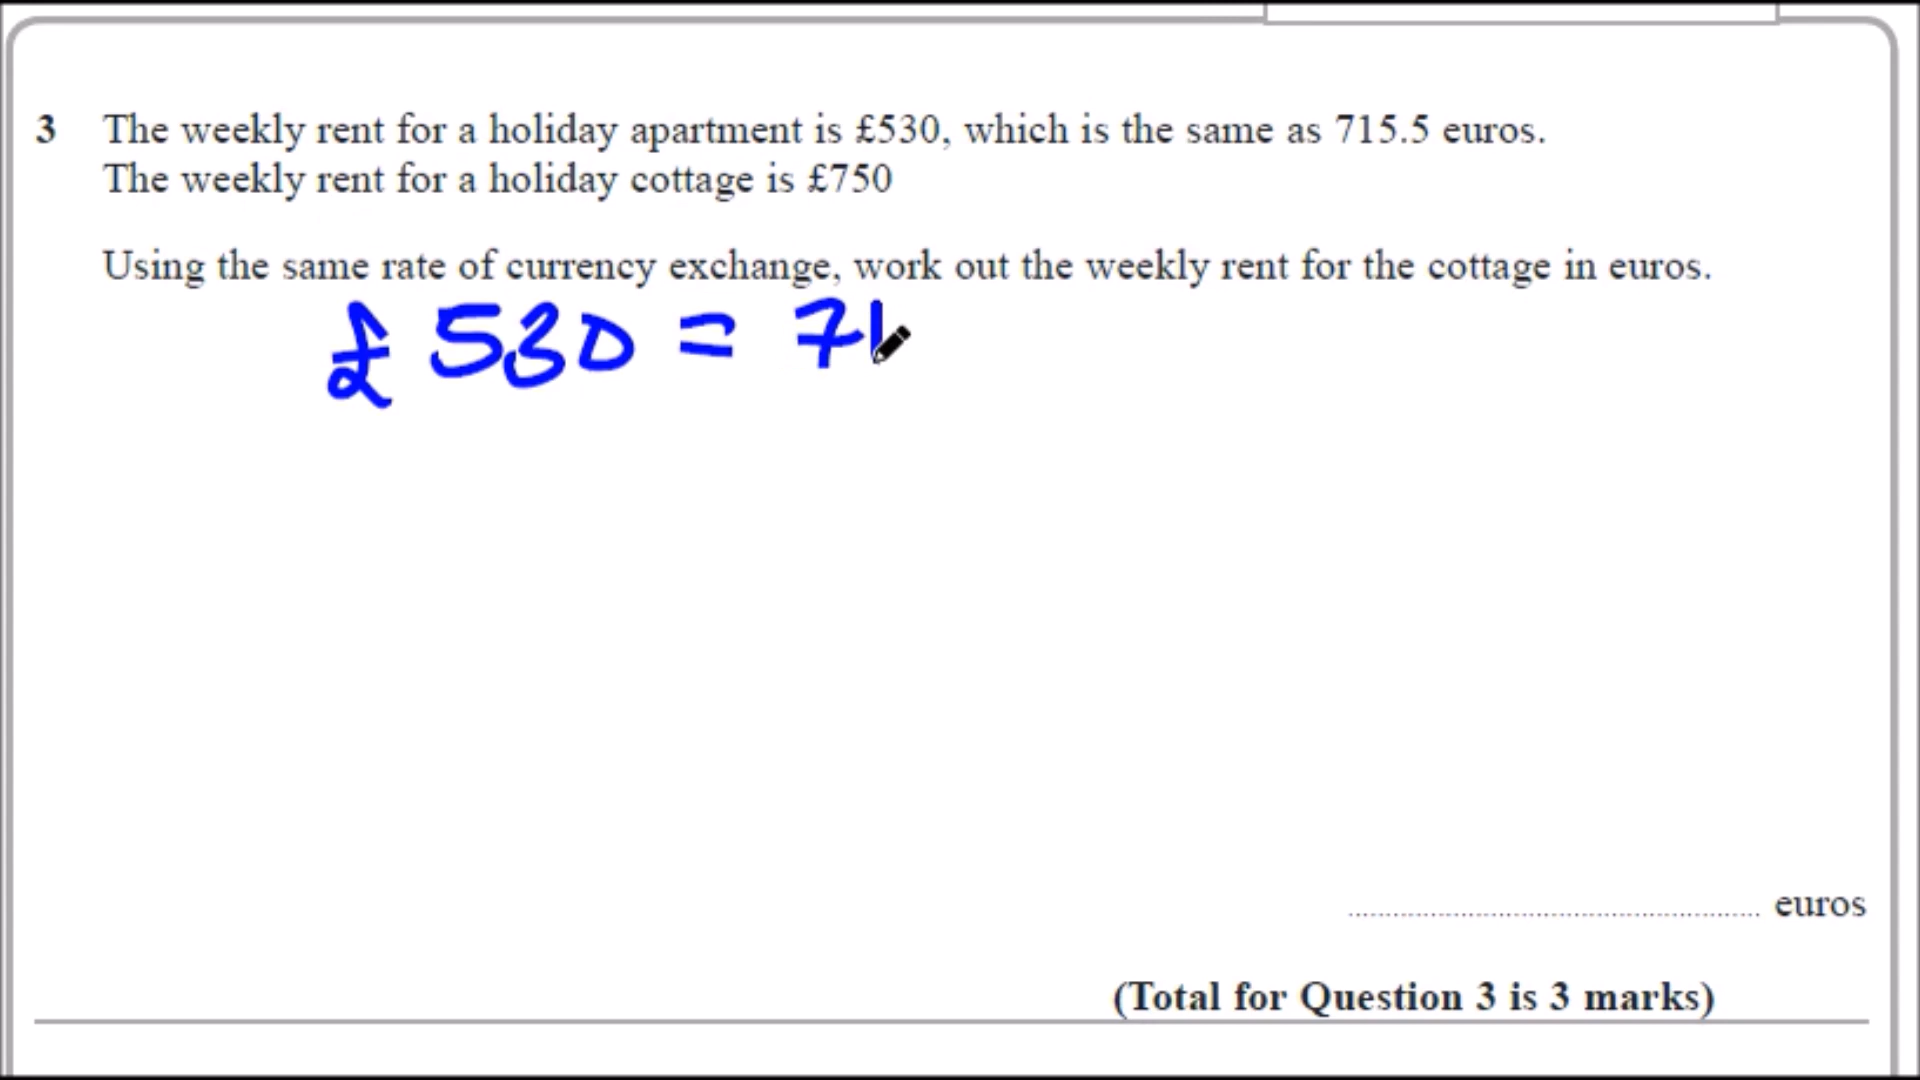 3 The weekly rent for a holiday apartment is £530, which is the same as 715.5 euros.
The weekly rent for a holiday cottage is £750
Using the same rate of currency exchange, work out the weekly rent for the cottage in euros.
£ 530 = 71
................................................ euros
(Total for Question 3 is 3 marks)